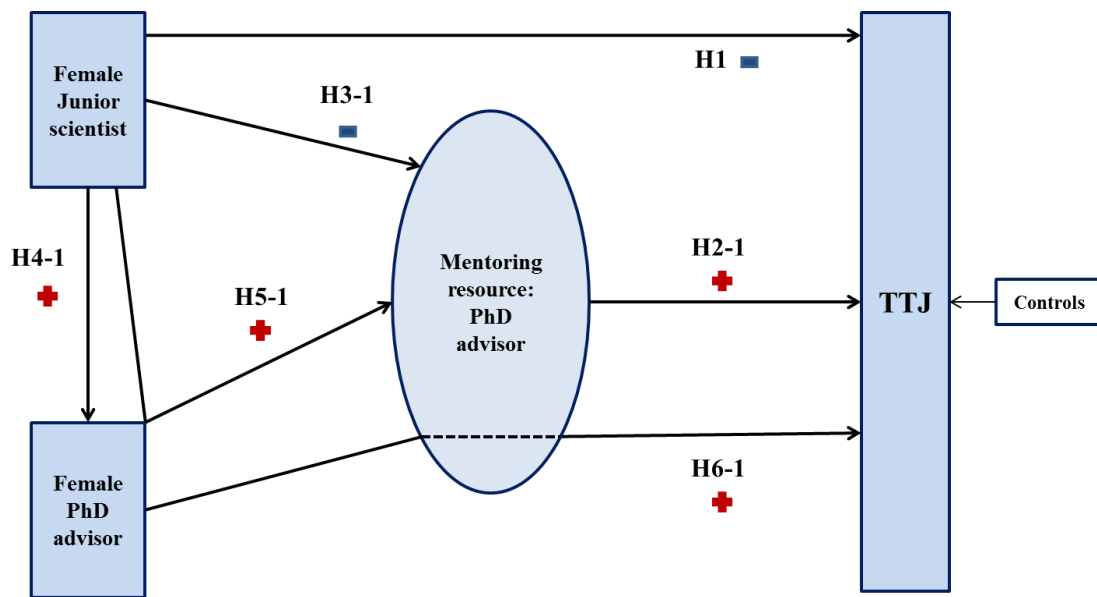 Female
Junior
scientist
H1
H3-1
H4-1
H5-1
Mentoring
resource:
PhD
advisor
H2-1
TTJ
Controls
Female
PhD
advisor
H6-1